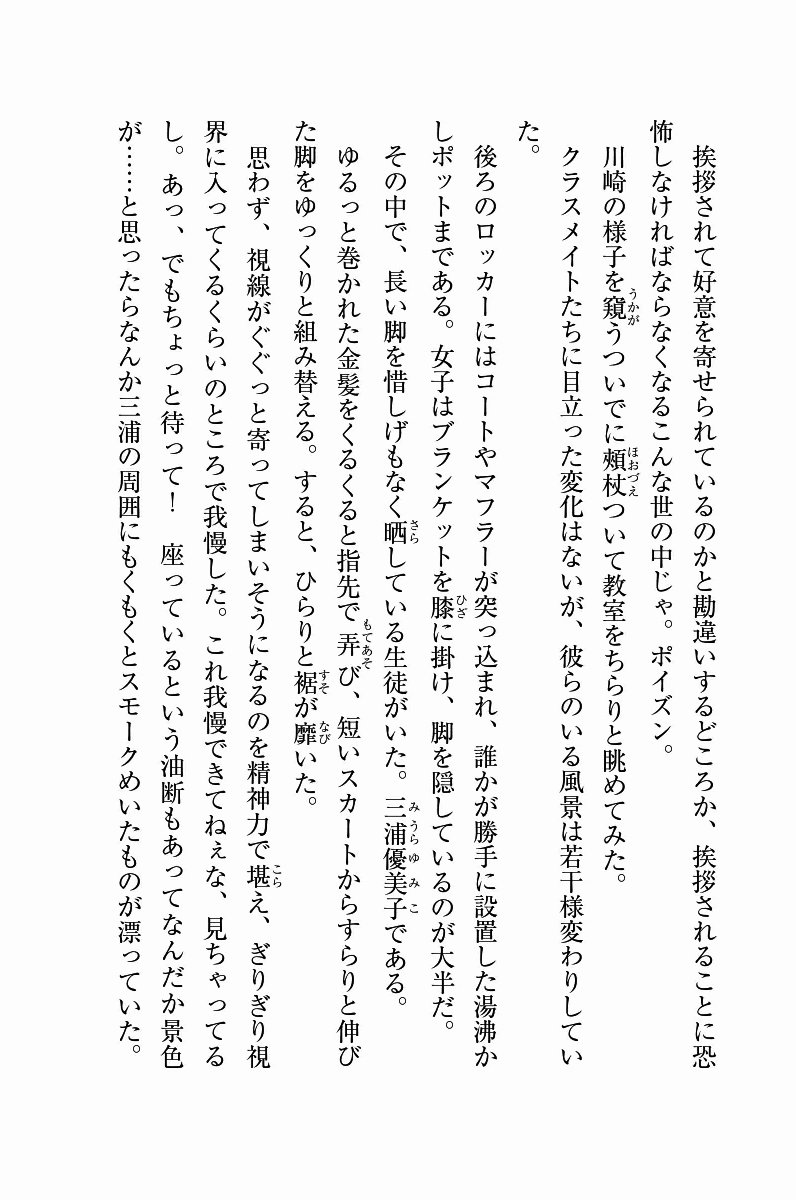 挨拶されて好意を寄せられているのかと勘違いするどころか、挨拶されることに恐
怖しなければならなくなるこんな世の中じゃ。ポイズン。
川崎の様子を窺うついでに頰杖ついて教室をちらりと眺めてみた。
クラスメイトたちに目立った変化はないが、彼らのいる風景は若干様変わりしてい
た。
後ろのロッカーにはコートやマフラーが突っ込まれ、誰かが勝手に設置した湯沸か
しポットまである。女子はブランケットを膝に掛け、脚を隠しているのが大半だ。
その中で、長い脚を惜しげもなく晒している生徒がいた。三浦優美子である。
ゆるっと巻かれた金髪をくるくると指先で弄び、短いスカートからすらりと伸び
た脚をゆっくりと組み替える。すると、ひらりと裾が靡いた。
思わず、視線がぐぐっと寄ってしまいそうになるのを精神力で堪え、ぎりぎり視
界に入ってくるくらいのところで我慢した。これ我慢できてねぇな、見ちゃってる
し。あっ、でもちょっと待って！　座っているという油断もあってなんだか景色
が……と思ったらなんか三浦の周囲にもくもくとスモークめいたものが漂っていた。